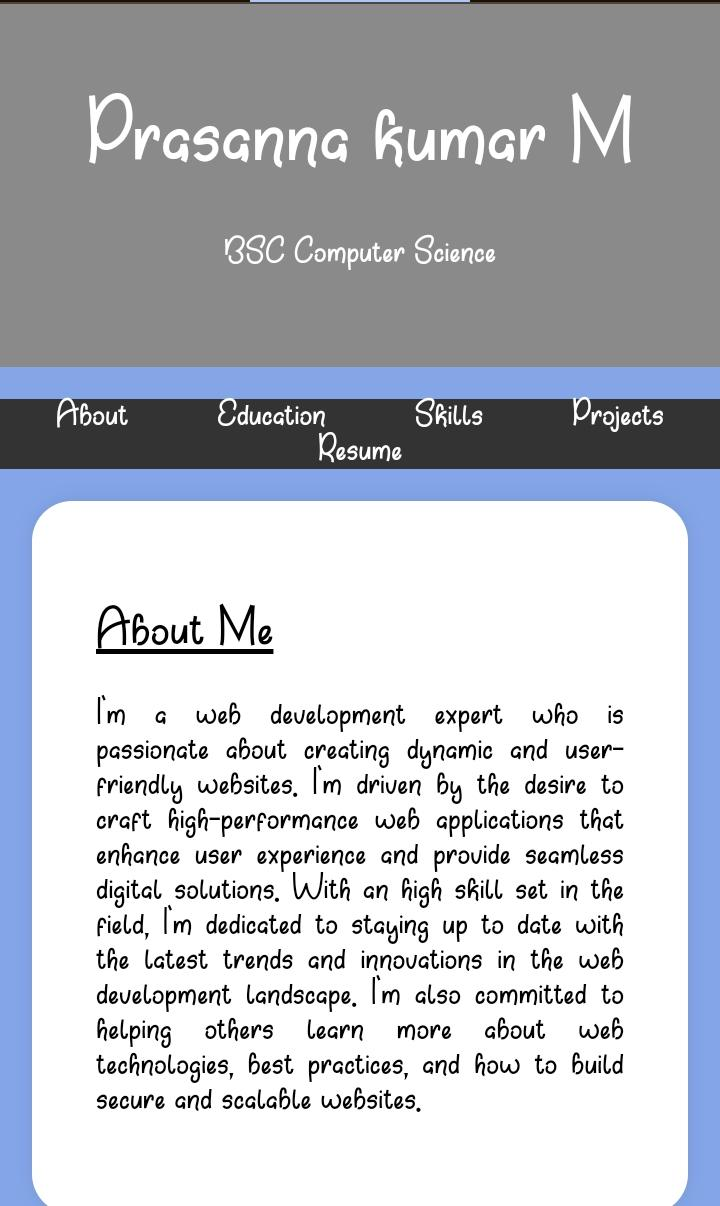 Prasanna kumar M
BSC Computer Science
About Education Skills Projects
Resume
About Me
I'm a web development expert who is
passionate about creating dynamic and user-
friendly websites. I'm driven by the desire to
craft high-performance web applications that
enhance user experience and provide seamless
digital solutions. With an high skill set in the
field, I'm dedicated to staying up to date with
the latest trends and innovations in the web
development landscape. I'm also committed to
helping others learn more about web
technologies, best practices, and how to build
secure and scalable websites.